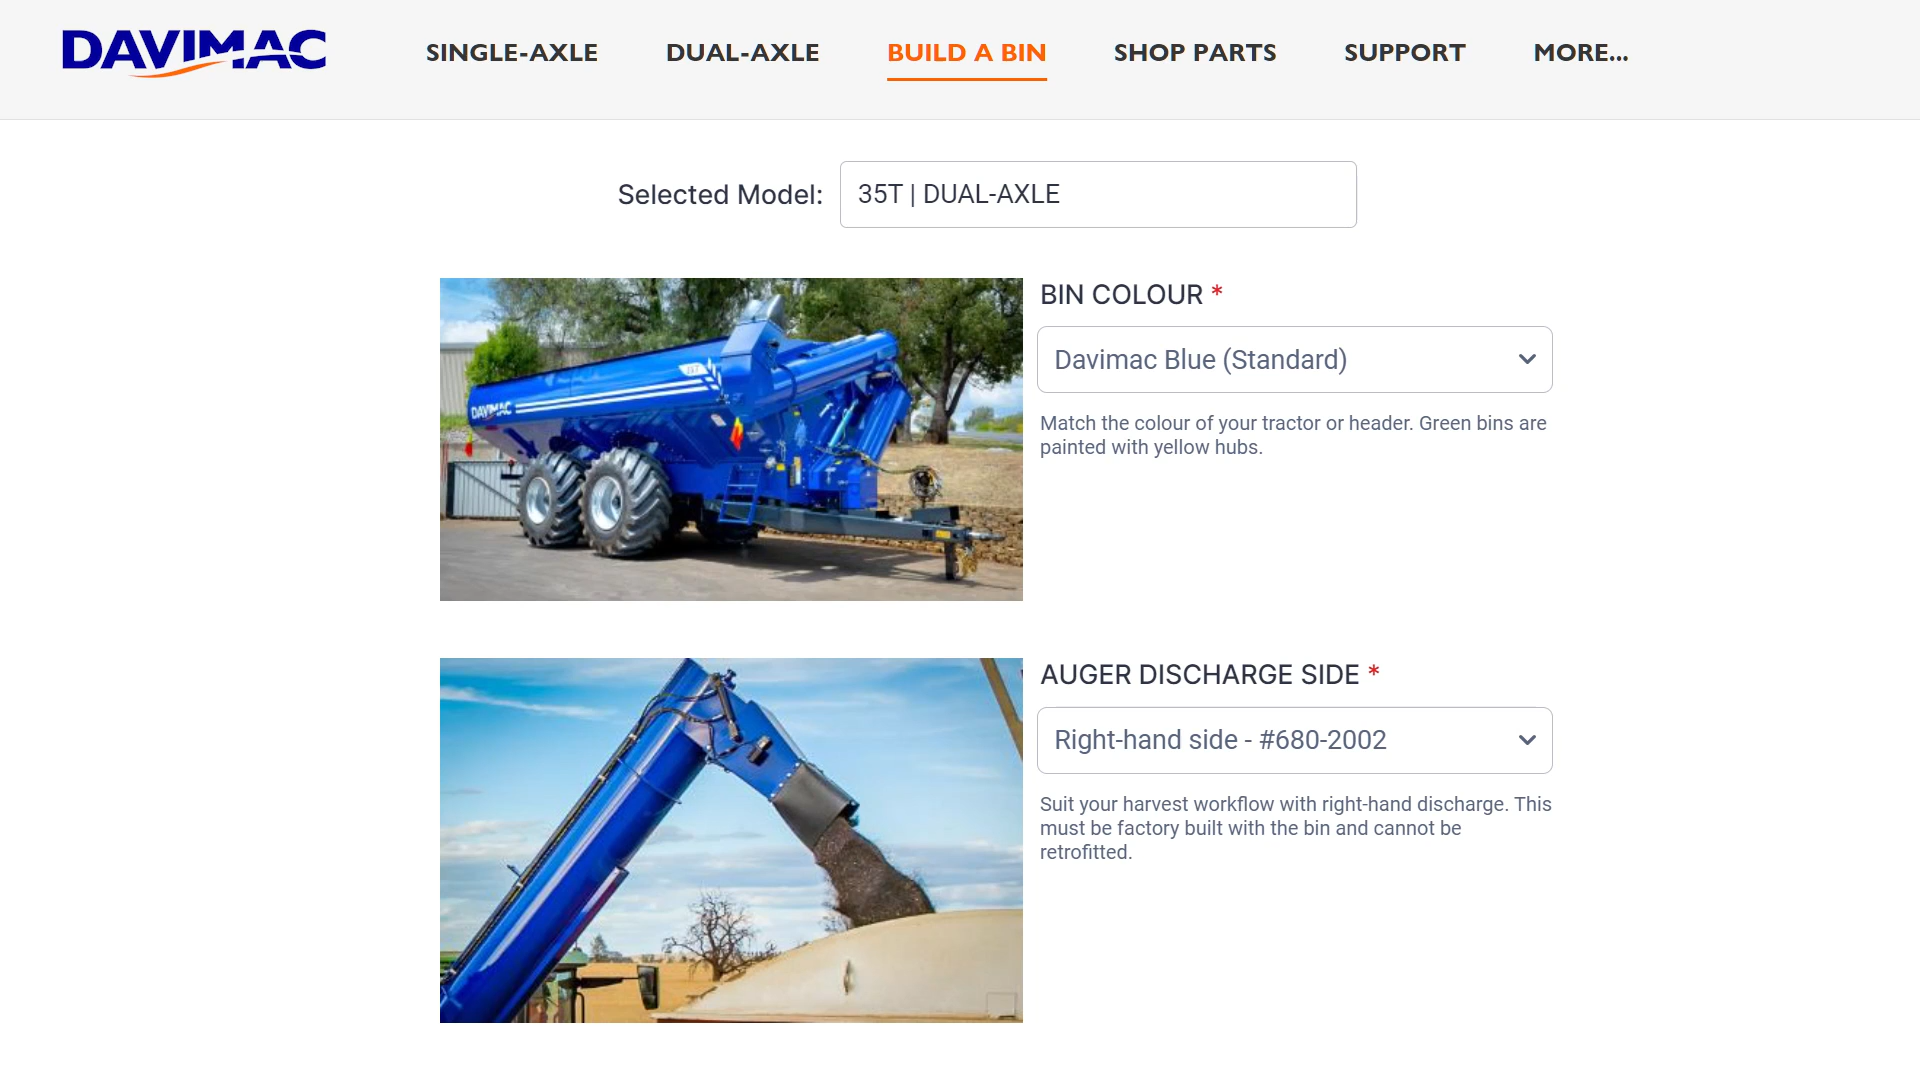 DAVIMAC
SINGLE-AXLE
DUAL-AXLE
BUILD A BIN
SHOP PARTS
SUPPORT
MORE...
Selected Model:
35T | DUAL-AXLE
DAVIMAC
BIN COLOUR *
Davimac Blue (Standard)
Match the colour of your tractor or header. Green bins are
painted with yellow hubs.
AUGER DISCHARGE SIDE *
Right-hand side - #680-2002
Suit your harvest workflow with right-hand discharge. This
must be factory built with the bin and cannot be
retrofitted.